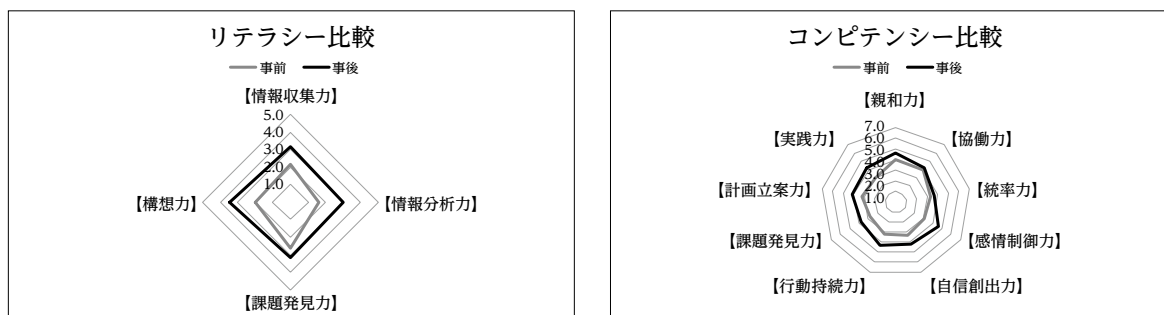 リテラシー比較
事前 事後
【情報収集力】
5.0
4.0
3.0
2.0
1.0
【構想力】
【情報分析力】
【課題発見力】
コンピテンシー比較
事前 事後
【親和力】
【実践力】
【協働力】
7.0
6.0
5.0
4.0
3.0
2.0
1.0
【計画立案力】
【統率力】
【課題発見力】
【感情制御力】
【行動持続力】
【自信創出力】